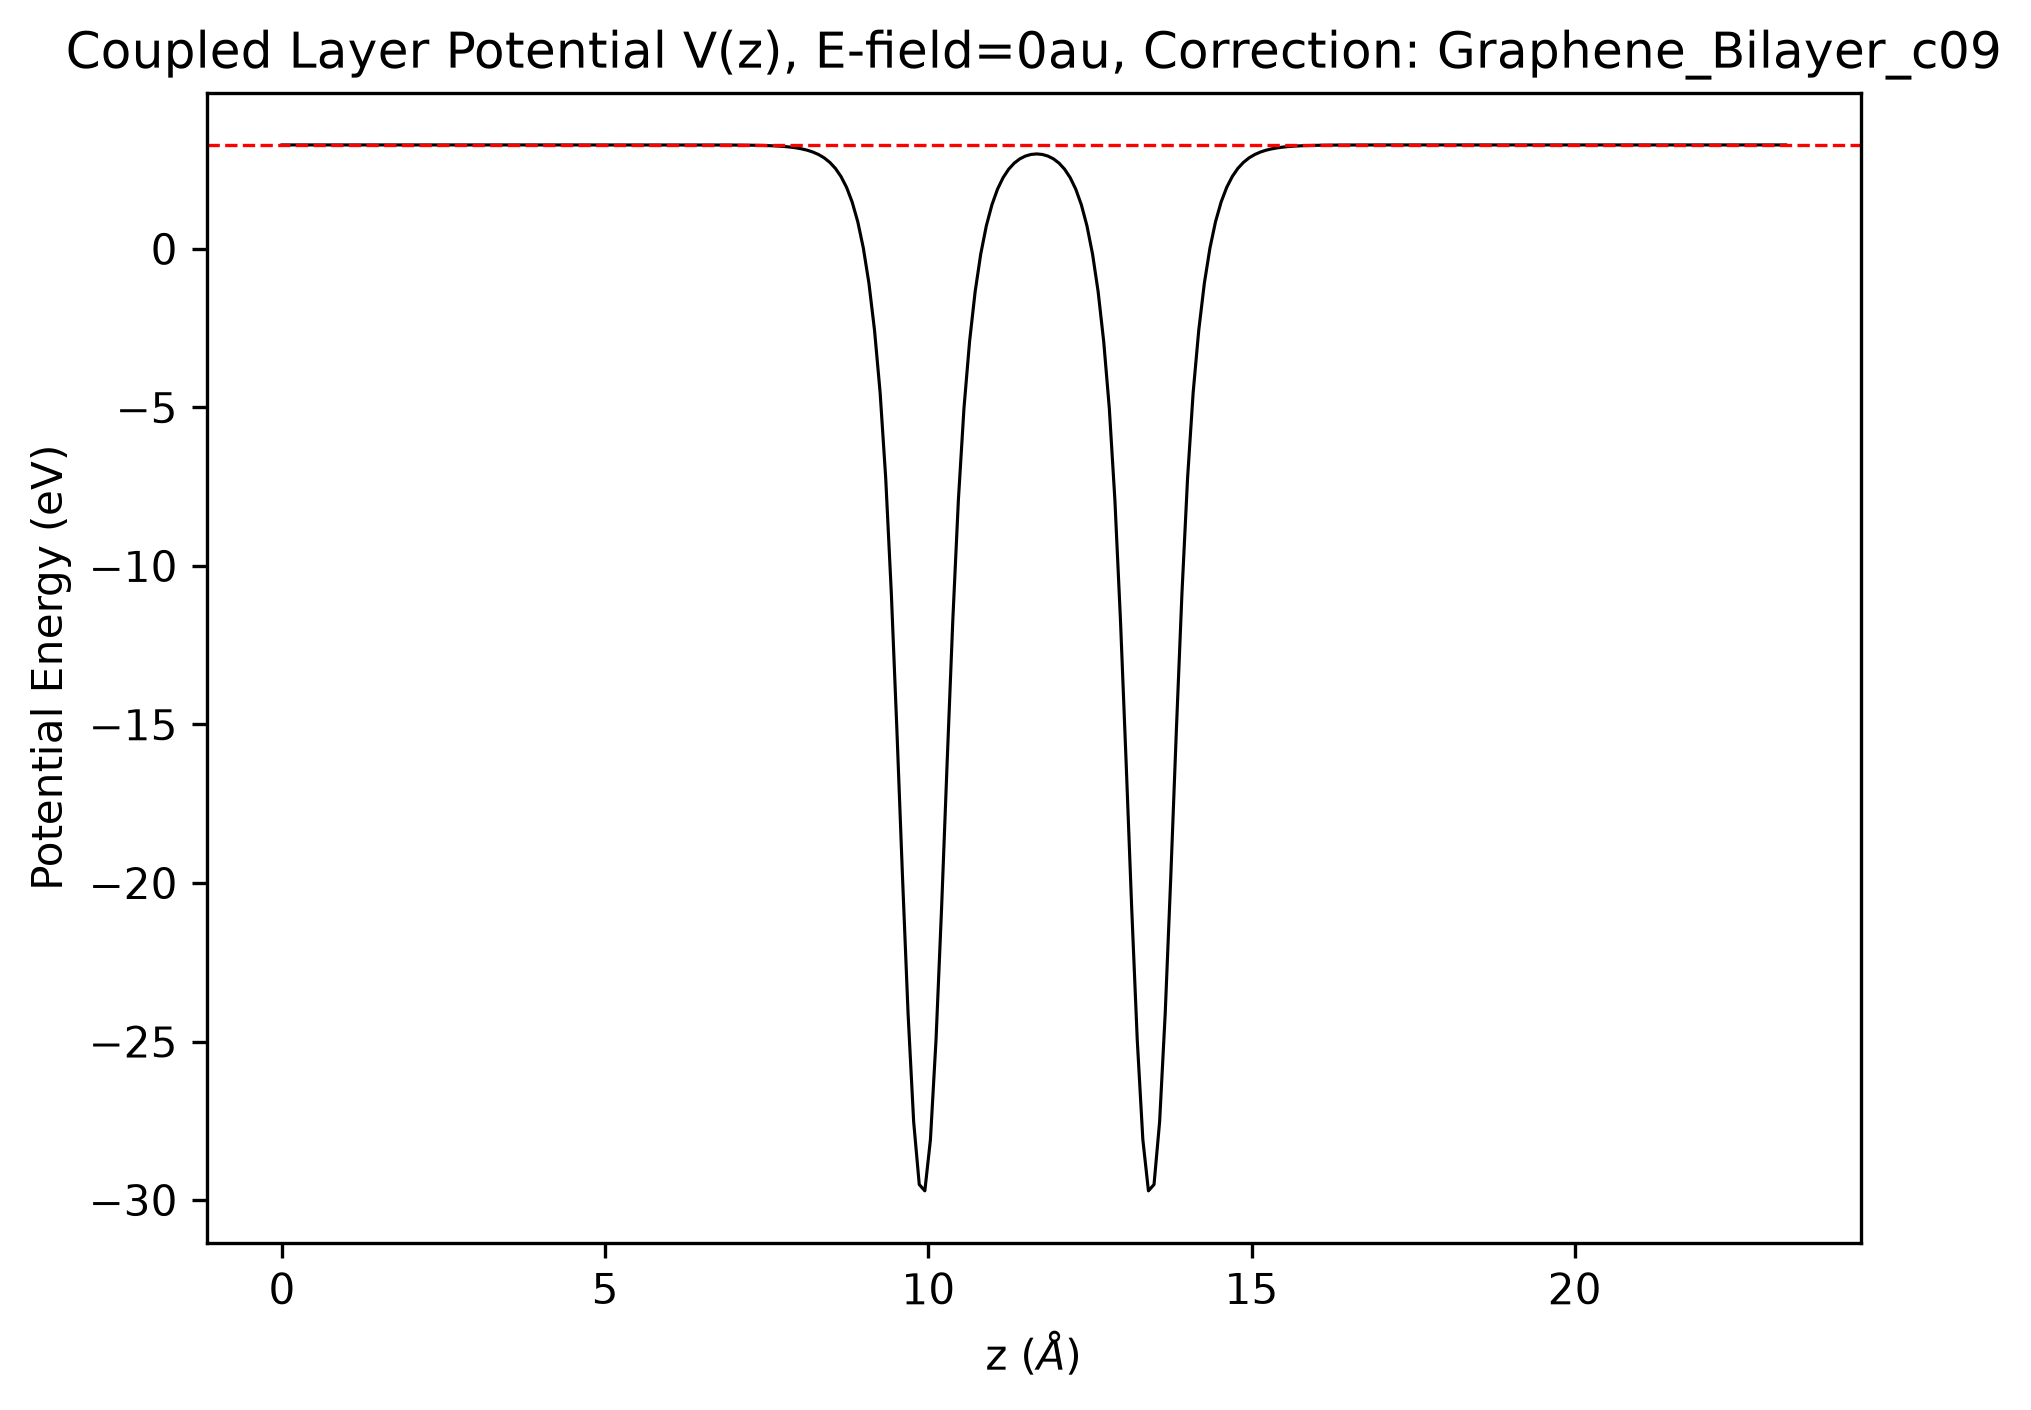 Coupled Layer Potential V(z), E-field=0au, Correction: Graphene_Bilayer_c09
Potential Energy (eV)
0
−5
−10
−15
−20
−25
−30
0 5 10 15 20
z (Å)